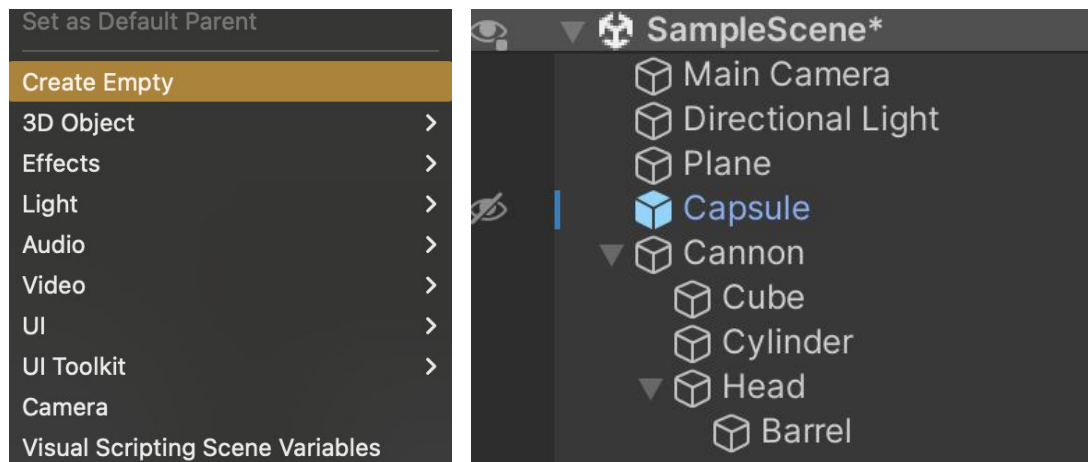 Set as Default Parent
Create Empty
3D Object
Effects
Light
Audio
Video
UI
UI Toolkit
Camera
Visual Scripting Scene Variables
SampleScene*
Main Camera
Directional Light
Plane
Capsule
Cannon
Cube
Cylinder
Head
Barrel